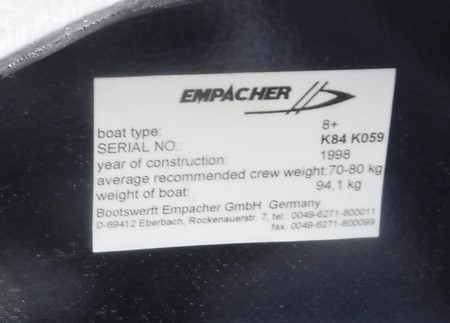 EMPACHER
boat type: 8+
SERIAL NO.: K84 K059
year of construction: 1998
average recommended crew weight:70-80 kg
weight of boat: 94,1 kg
Bootswerft Empacher GmbH Germany
D-69412 Eberbach, Rockenauerstr. 7, tel.: 0049-6271-800011
fax: 0049-6271-800099